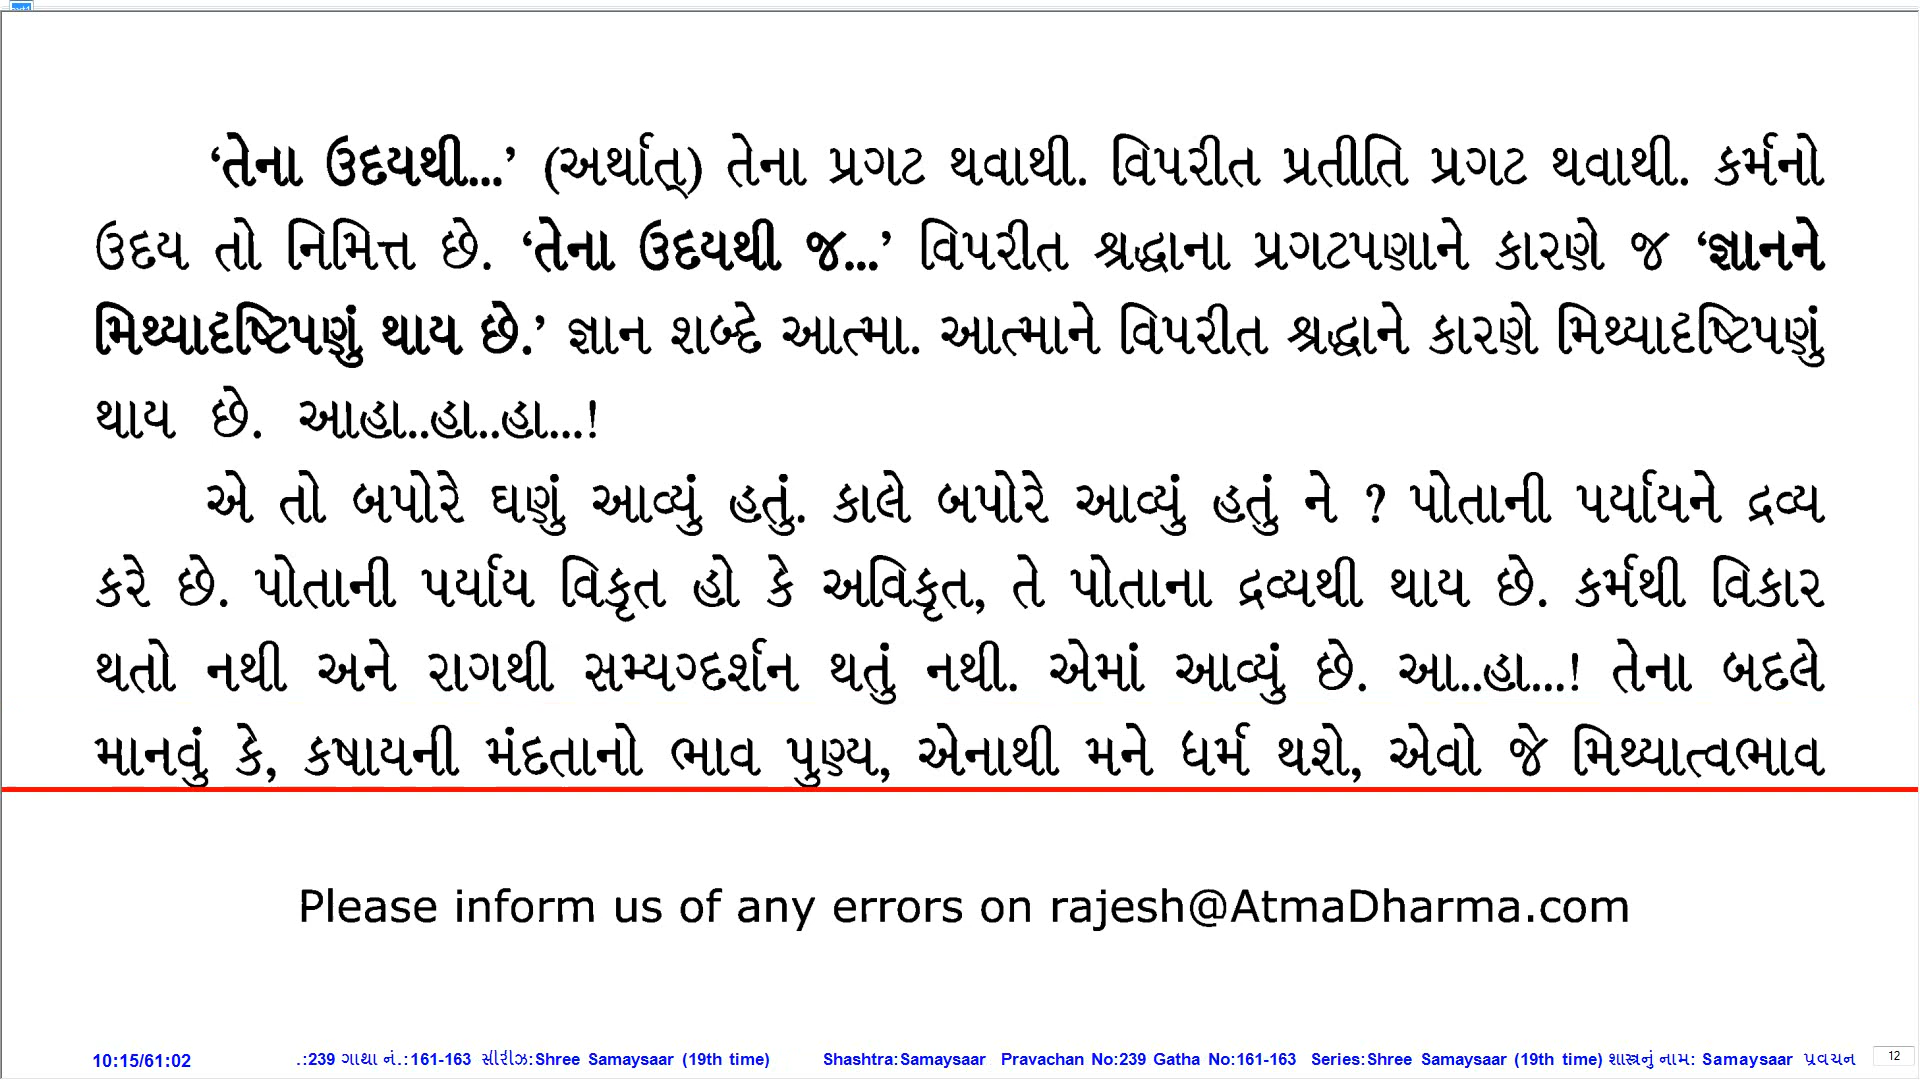 ‘તેના ઉદયથી...’ (અર્થાત્) તેના પ્રગટ થવાથી. વિપરીત પ્રતીતિ પ્રગટ થવાથી. કર્મનો
ઉદય તો નિમિત્ત છે. ‘તેના ઉદયથી જ...’ વિપરીત શ્રદ્ધાના પ્રગટપણાને કારણે જ ‘જ્ઞાનને
મિથ્યાદૃષ્ટિપણું થાય છે.’ જ્ઞાન શબ્દે આત્મા. આત્માને વિપરીત શ્રદ્ધાને કારણે મિથ્યાદૃષ્ટિપણું
થાય છે. આહા..હા..હા...!
એ તો બપોરે ઘણું આવ્યું હતું. કાલે બપોરે આવ્યું હતું ને ? પોતાની પર્યાયને દ્રવ્ય
કરે છે. પોતાની પર્યાય વિકૃત હો કે અવિકૃત, તે પોતાના દ્રવ્યથી થાય છે. કર્મથી વિકાર
થતો નથી અને રાગથી સમ્યગ્દર્શન થતું નથી. એમાં આવ્યું છે. આ..હા...! તેના બદલે
માનવું કે, કષાયની મંદતાનો ભાવ પુણ્ય, એનાથી મને ધર્મ થશે, એવો જે મિથ્યાત્વભાવ
Please inform us of any errors on rajesh@AtmaDharma.com
10:15/61:02 .:239 ગાથા નં.:161-163 સીરીઝ:Shree Samaysaar (19th time) Shashtra:Samaysaar Pravachan No:239 Gatha No:161-163 Series:Shree Samaysaar (19th time) શાસ્ત્રનું નામ: Samaysaar પ્રવચન 12